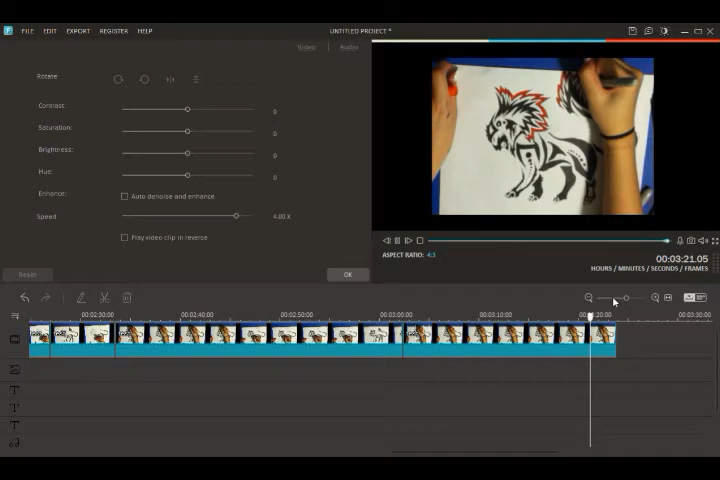 FILE EDIT EXPORT REGISTER HELP UNTITLED PROJECT *
Video Audio
Rotate
Contrast: 0
Saturation: 0
Brightness: 0
Hue: 0
Enhance: Auto denoise and enhance
Speed 4.00 X
Play video clip in reverse
Reset OK
ASPECT RATIO: 4:3 00:03:21.05
HOURS / MINUTES / SECONDS / FRAMES
00:02:30:00 00:02:40:00 00:02:50:00 00:03:00:00 00:03:10:00 00:03:20:00 00:03:30:00